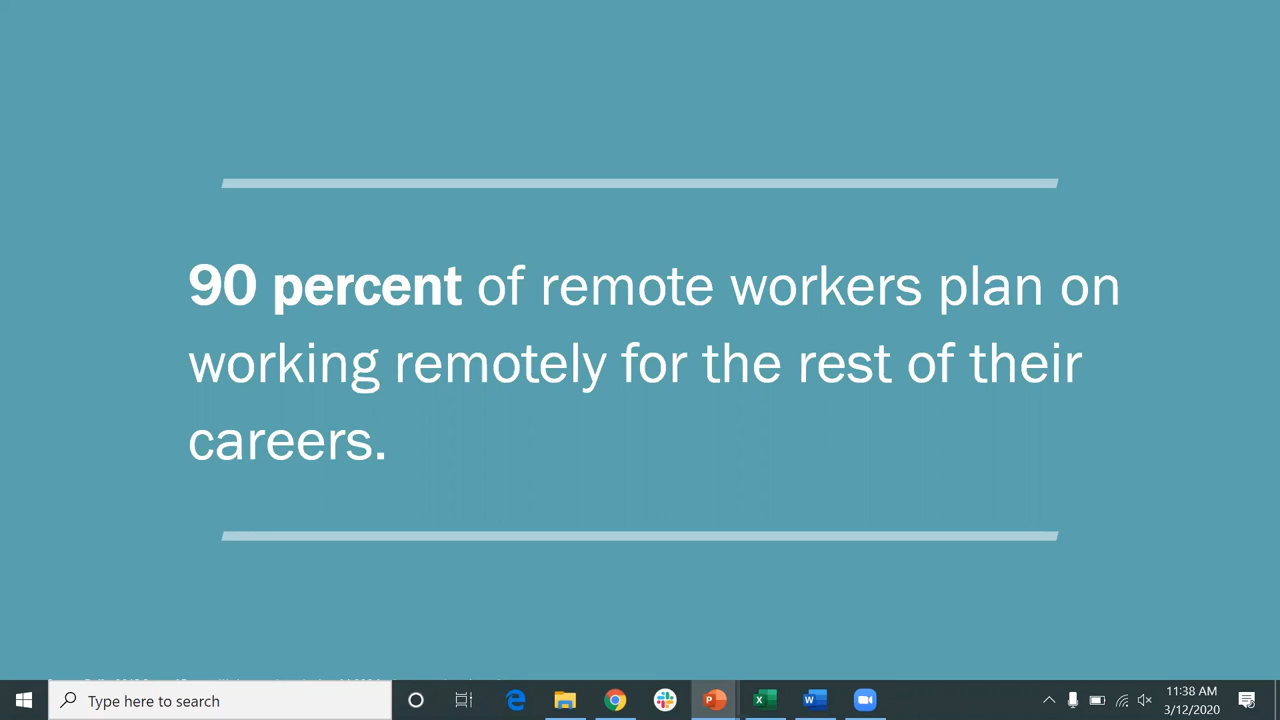 90 percent of remote workers plan on
working remotely for the rest of their
careers.
Type here to search
11:38 AM
3/12/2020